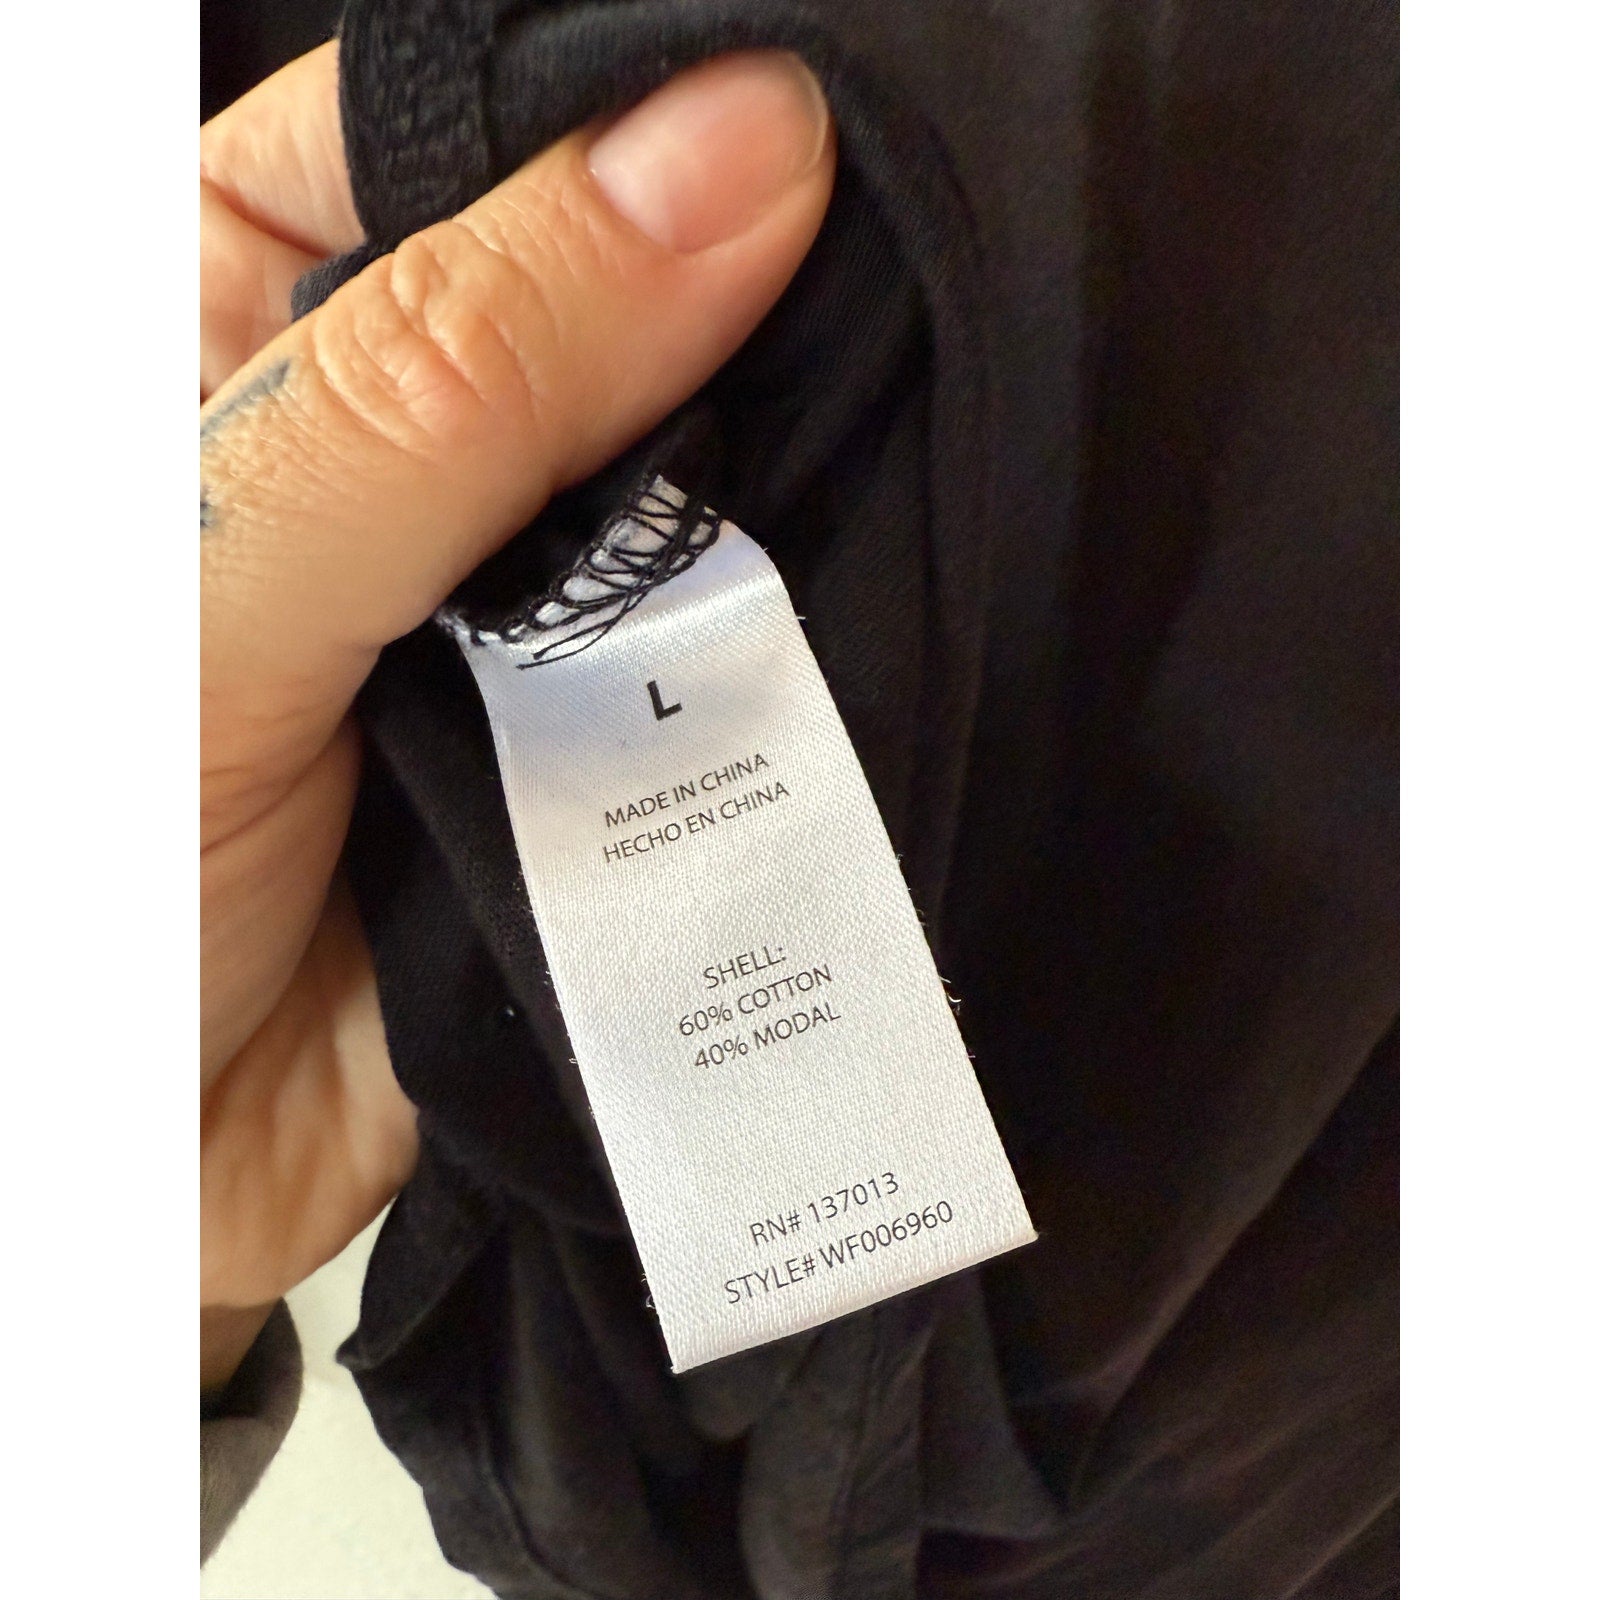 L
MADE IN CHINA
HECHO EN CHINA
SHELL:
60% COTTON
40% MODAL
RN# 137013
STYLE# WF006960